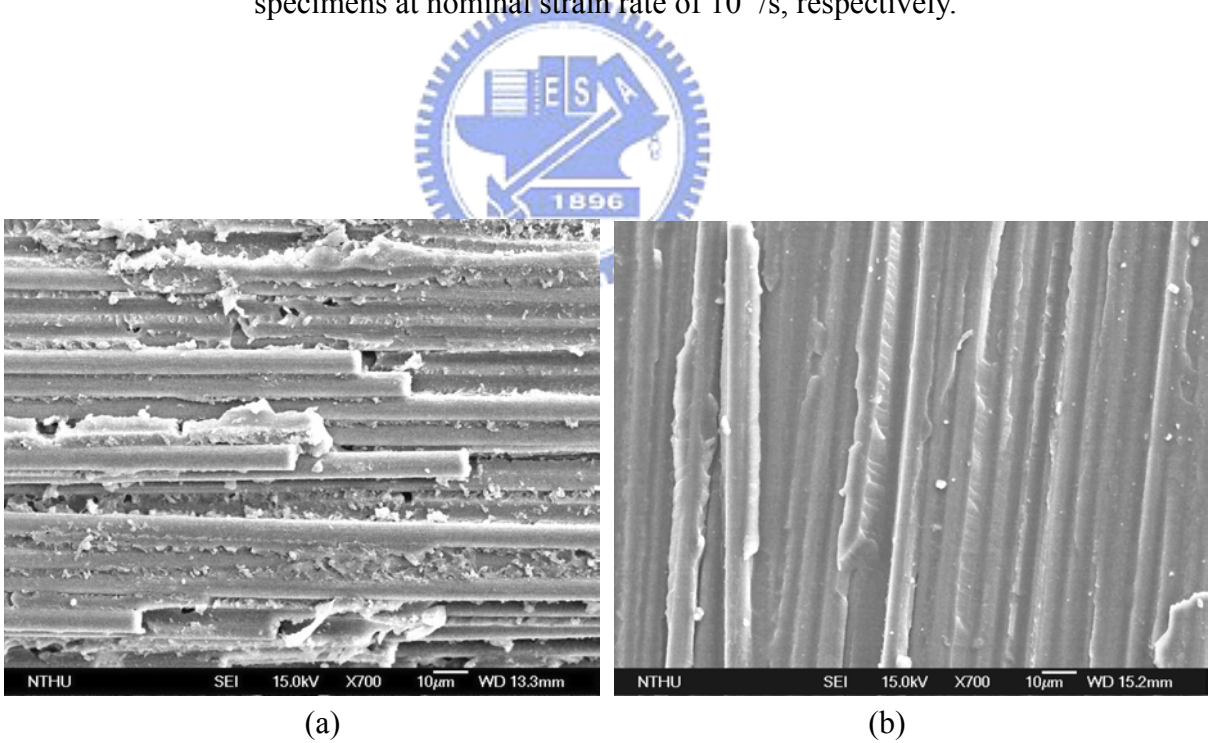 specimens at nominal strain rate of 10 /s, respectively.
E S A
1896
NTHU SEI 15.0kV X700 10μm WD 13.3mm
NTHU SEI 15.0kV X700 10μm WD 15.2mm
(a) (b)